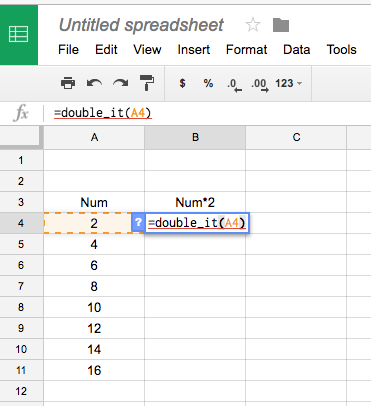 Untitled spreadsheet
File Edit View Insert Format Data Tools
$ % .0 .00 123
fx =double_it(A4)
A B C
1
2
3 Num Num*2
4 2 ? =double_it(A4)
5 4
6 6
7 8
8 10
9 12
10 14
11 16
12